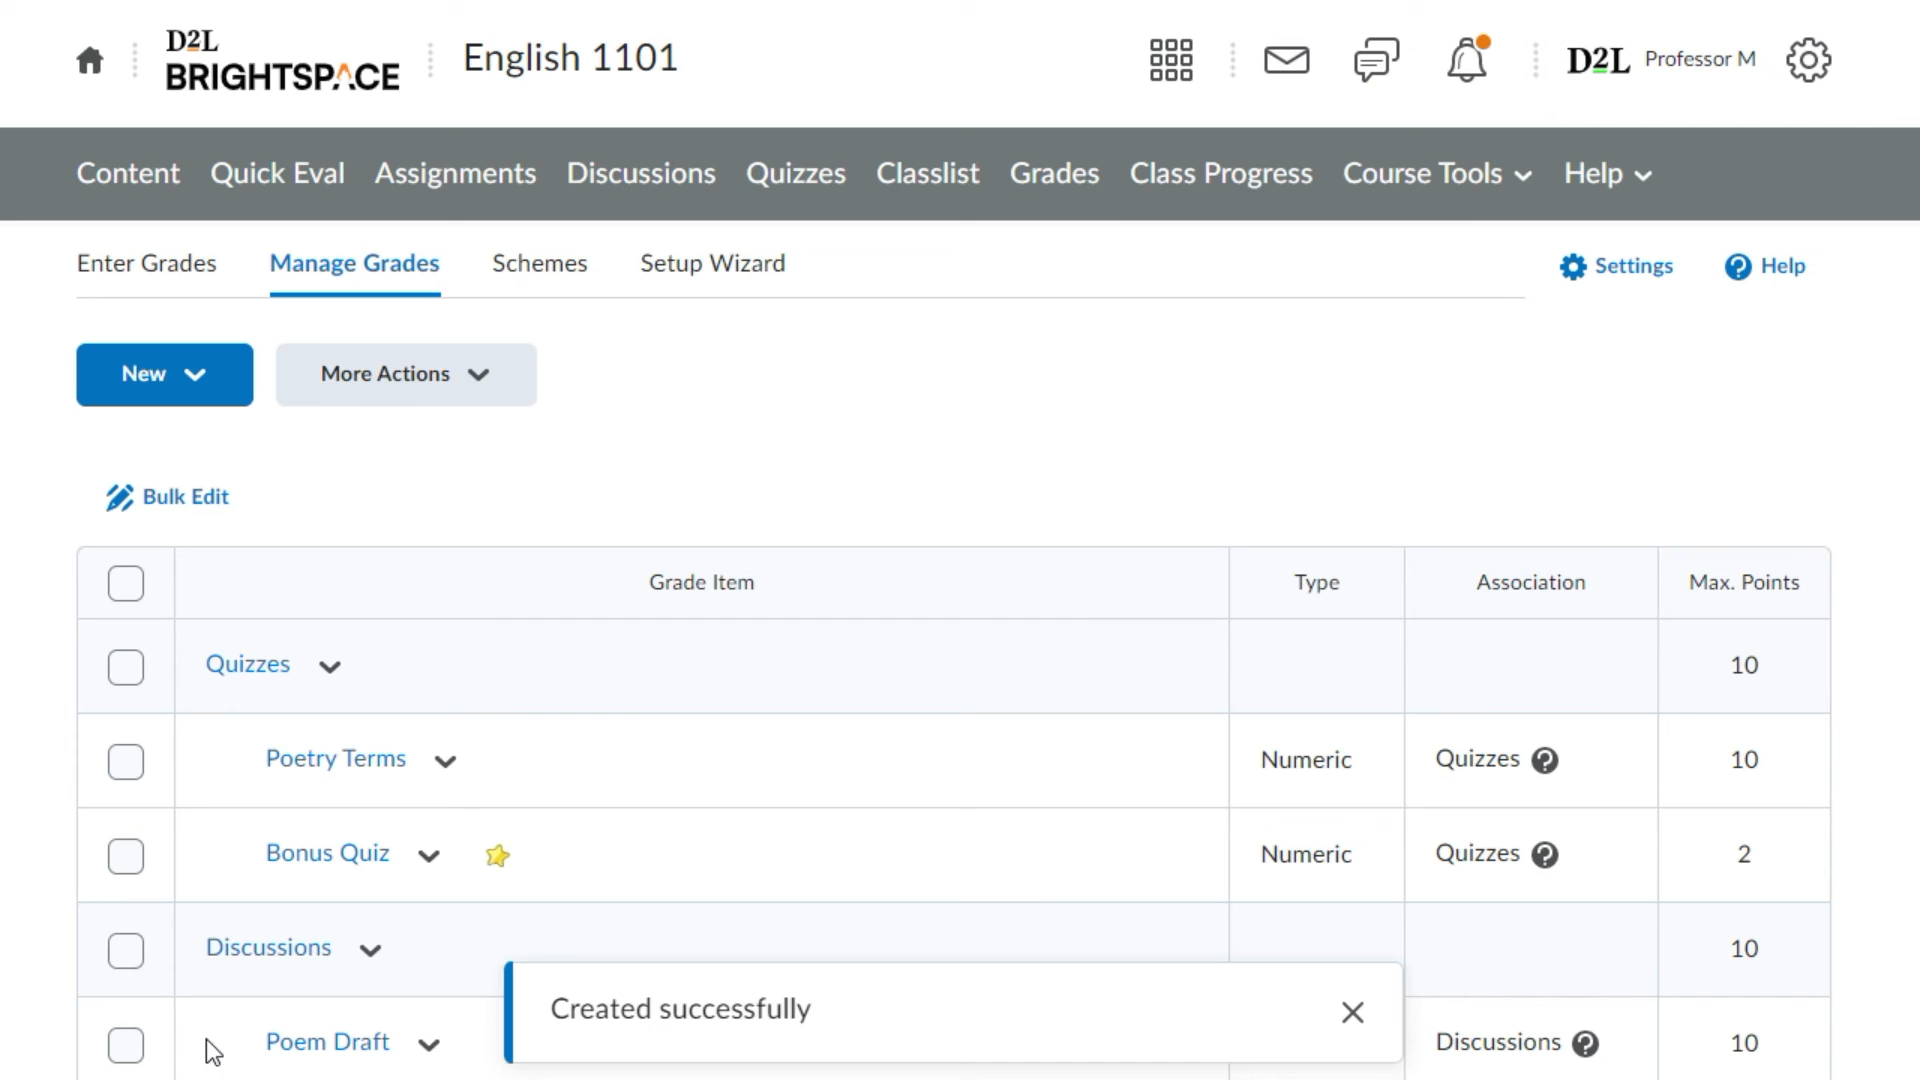 D2L
BRIGHTSPACE
English 1101
D2L Professor M
Content Quick Eval Assignments Discussions Quizzes Classlist Grades Class Progress Course Tools Help
Enter Grades Manage Grades Schemes Setup Wizard Settings Help
New More Actions
Bulk Edit
Grade Item Type Association Max. Points
Quizzes 10
Poetry Terms Numeric Quizzes 10
Bonus Quiz Numeric Quizzes 2
Discussions 10
Created successfully
Poem Draft Discussions 10